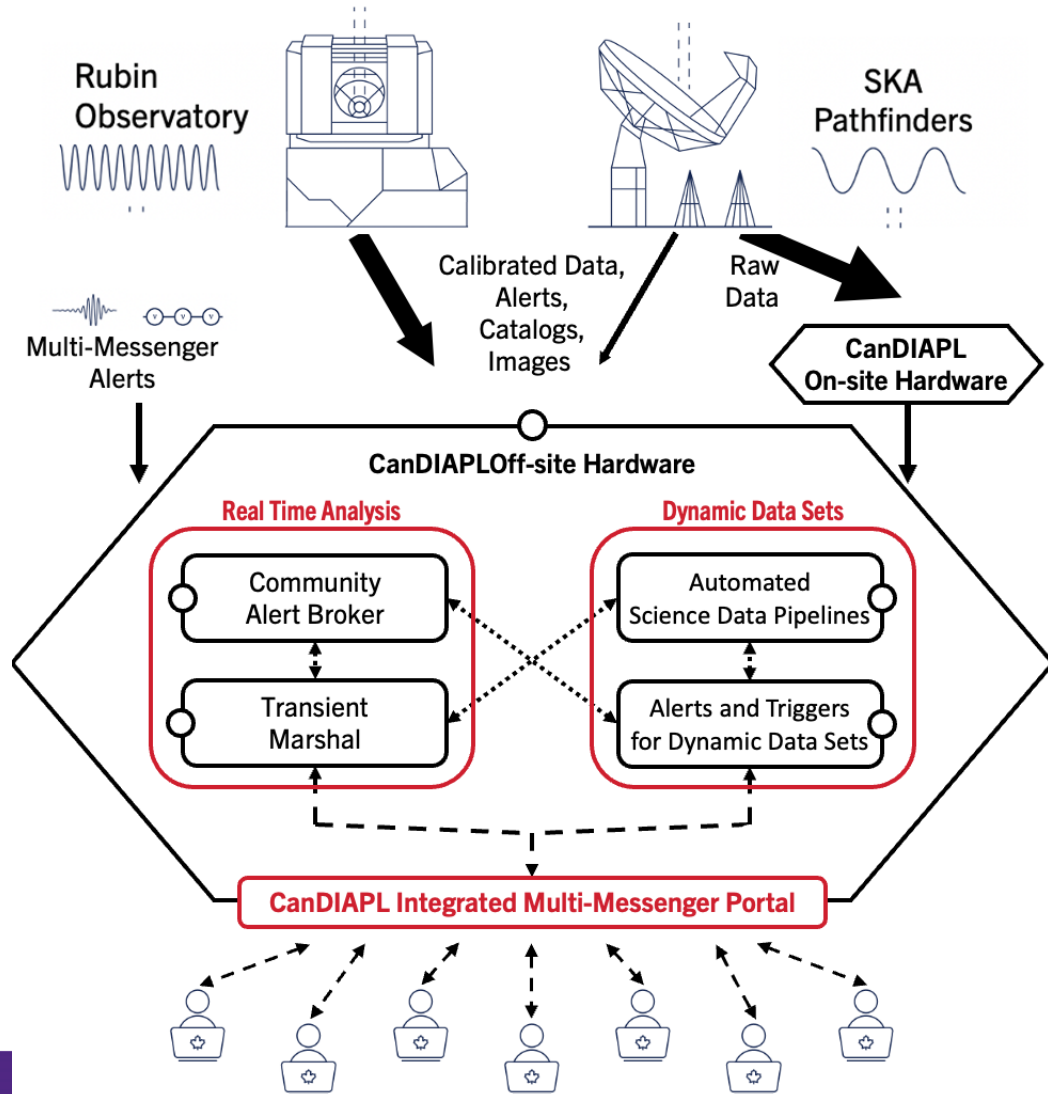 Rubin
Observatory
SKA
Pathfinders
Calibrated Data,
Alerts,
Catalogs,
Images
Raw
Data
Multi-Messenger
Alerts
CanDIAPL
On-site Hardware
CanDIAPLOff-site Hardware
Real Time Analysis
Dynamic Data Sets
Community
Alert Broker
Automated
Science Data Pipelines
Transient
Marshal
Alerts and Triggers
for Dynamic Data Sets
CanDIAPL Integrated Multi-Messenger Portal